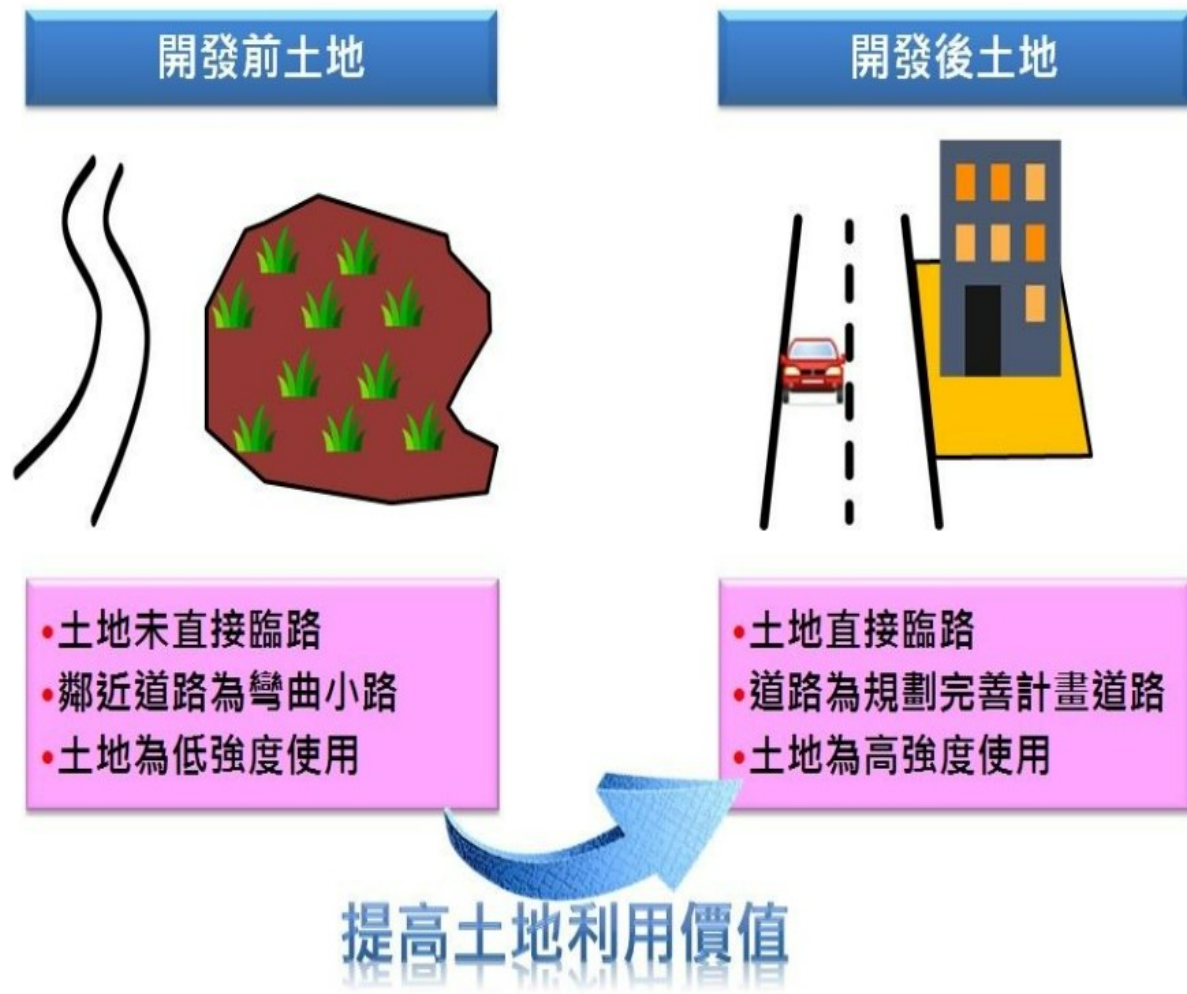 開發前土地
開發後土地
•土地未直接臨路
•鄰近道路為彎曲小路
•土地為低強度使用
•土地直接臨路
•道路為規劃完善計畫道路
•土地為高強度使用
提高土地利用價值